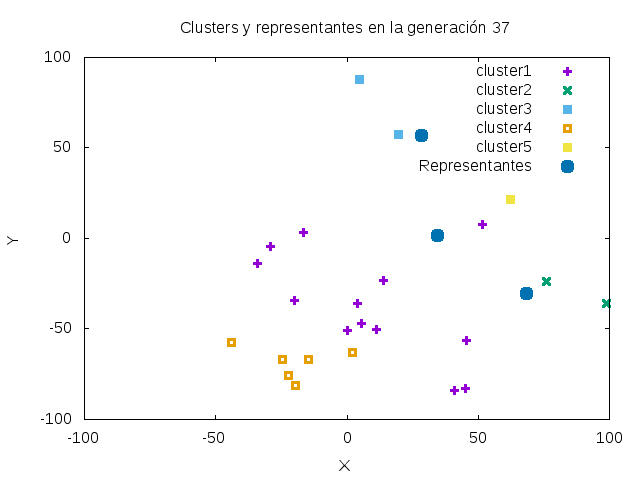 Clusters y representantes en la generación 37
100
50
0
-50
-100
-100
-50
0
50
100
Y
X
cluster1
cluster2
cluster3
cluster4
cluster5
Representantes